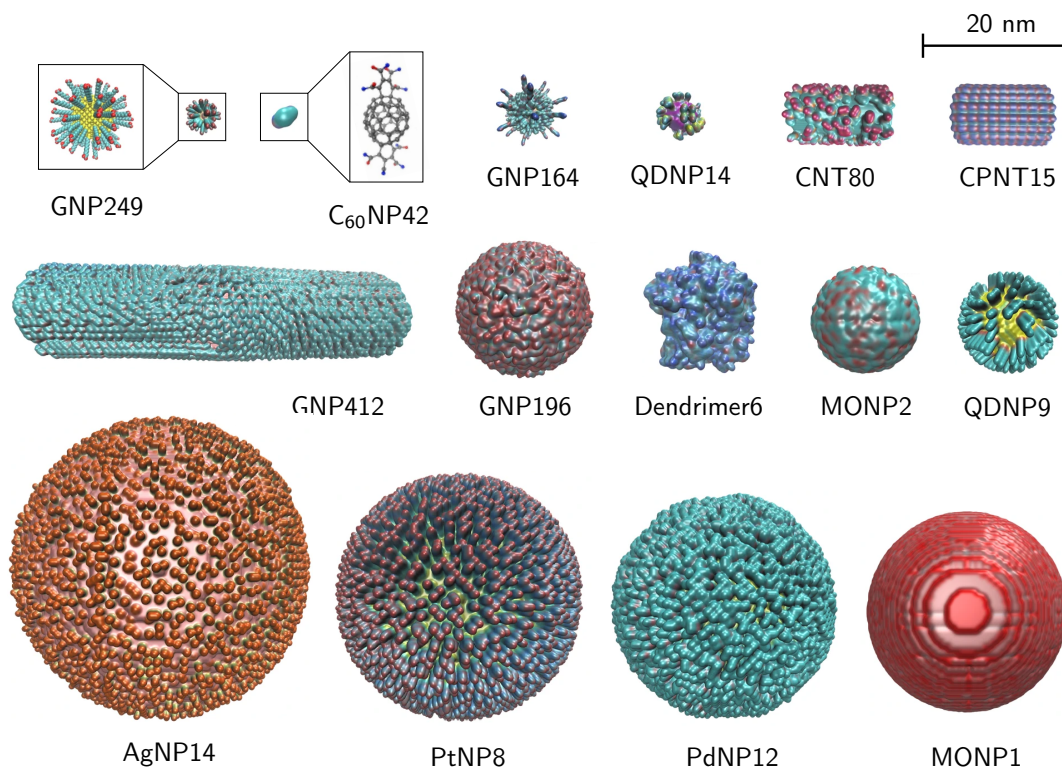 20 nm
GNP249
C₆₀NP42
GNP164
QDNP14
CNT80
CPNT15
GNP412
GNP196
Dendrimer6
MONP2
QDNP9
AgNP14
PtNP8
PdNP12
MONP1